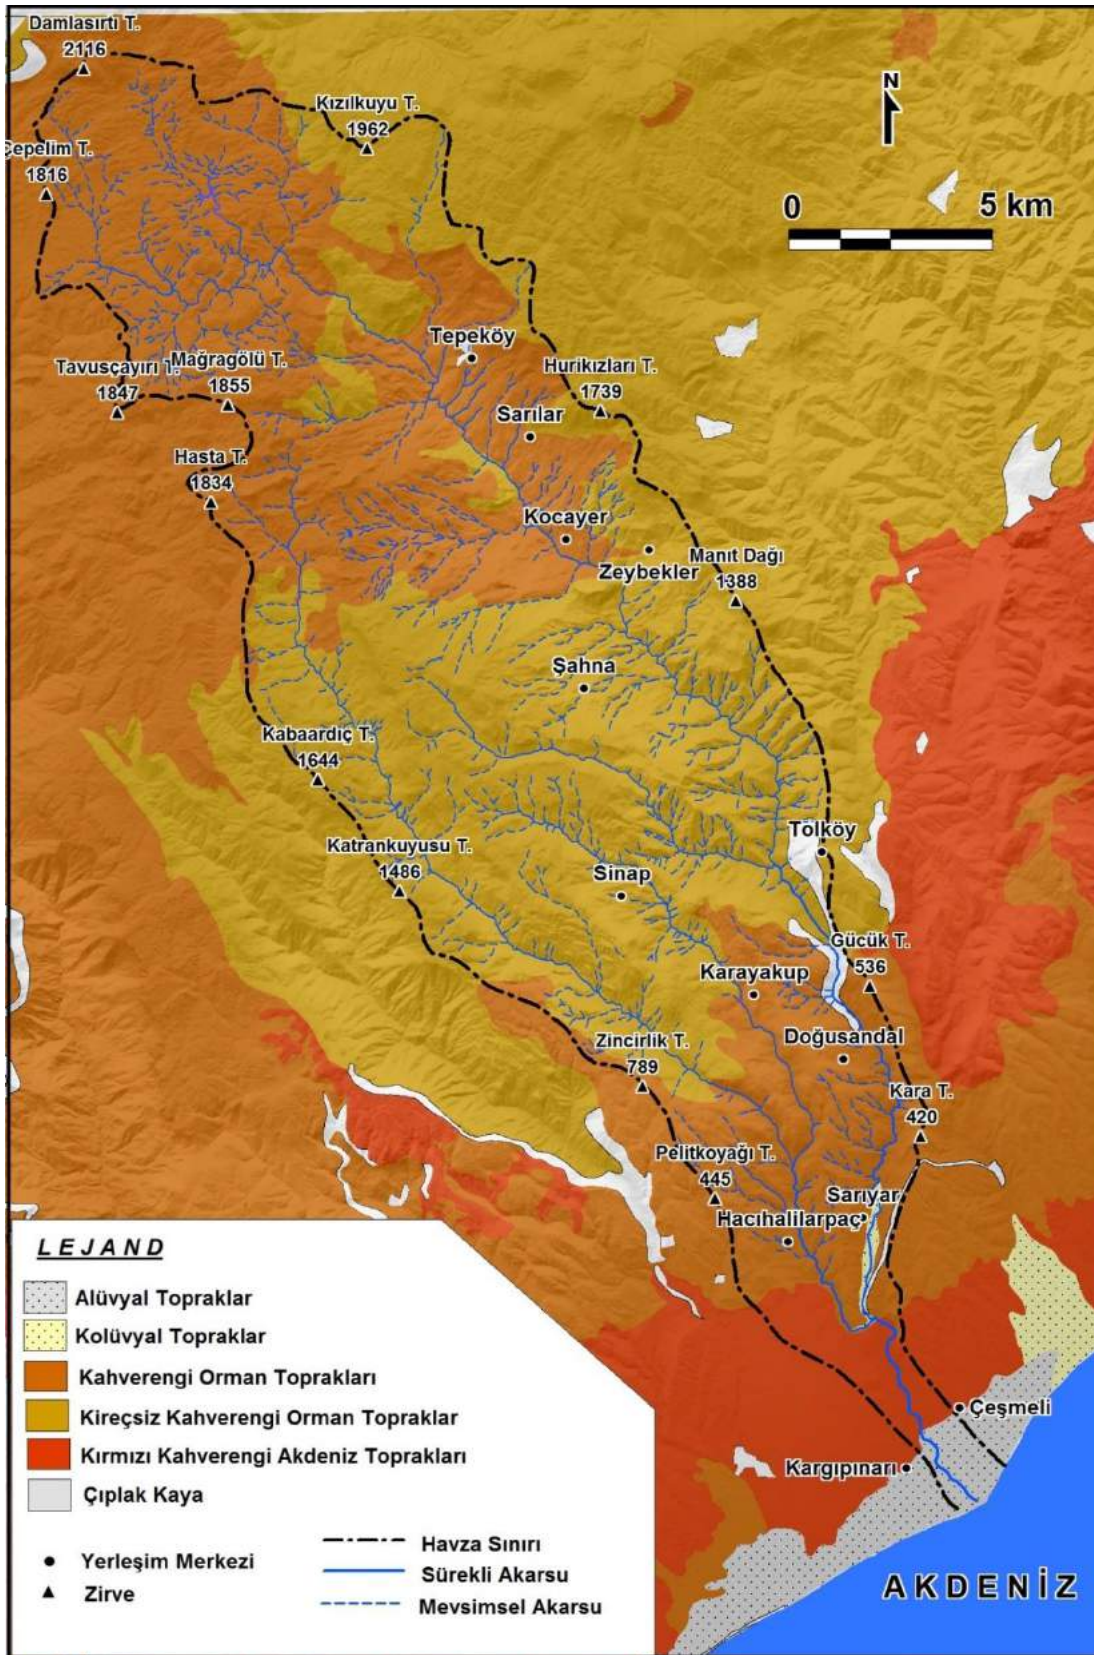 Damlasırtı T.
2116
Kızılkuyu T.
1962
N
Çepelim T.
1816
0 5 km
Tepeköy
Tavusçayırı T.
1847
Mağragölü T.
1855
Hurikızları T.
1739
Sarılar
Hasta T.
1834
Kocayer
Zeybekler
Manıt Dağı
1388
Şahna
Kabaardıç T.
1644
Katrankuyusu T.
1486
Tolköy
Sinap
Gücük T.
536
Karayakup
Doğusandal
Zincirlik T.
789
Kara T.
420
Pelitkoyağı T.
445
Sarıyar
Hacıhalilarpaç
Çeşmeli
Kargıpınarı
AKDENİZ
LEJAND
Alüvyal Topraklar
Kolüvyal Topraklar
Kahverengi Orman Toprakları
Kireçsiz Kahverengi Orman Topraklar
Kırmızı Kahverengi Akdeniz Toprakları
Çıplak Kaya
Yerleşim Merkezi
Zirve
Havza Sınırı
Sürekli Akarsu
Mevsimsel Akarsu